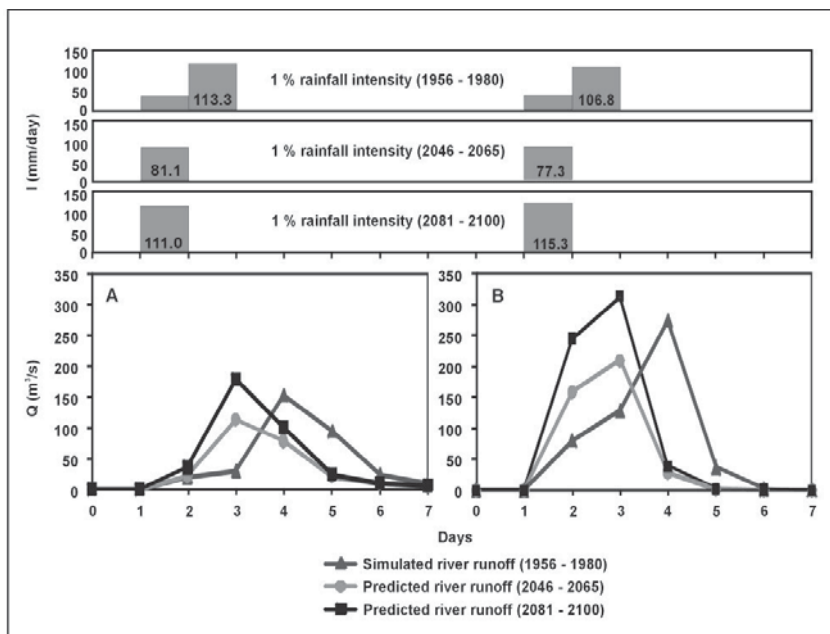 150
100
50
0
1 % rainfall intensity (1956 - 1980)
113.3
106.8
I (mm/day)
150
100
50
0
1 % rainfall intensity (2046 - 2065)
81.1
77.3
150
100
50
0
1 % rainfall intensity (2081 - 2100)
111.0
115.3
350
300
250
200
150
100
50
0
Q (m³/s)
A
0 1 2 3 4 5 6 7
350
300
250
200
150
100
50
0
B
0 1 2 3 4 5 6 7
Days
Simulated river runoff (1956 - 1980)
Predicted river runoff (2046 - 2065)
Predicted river runoff (2081 - 2100)